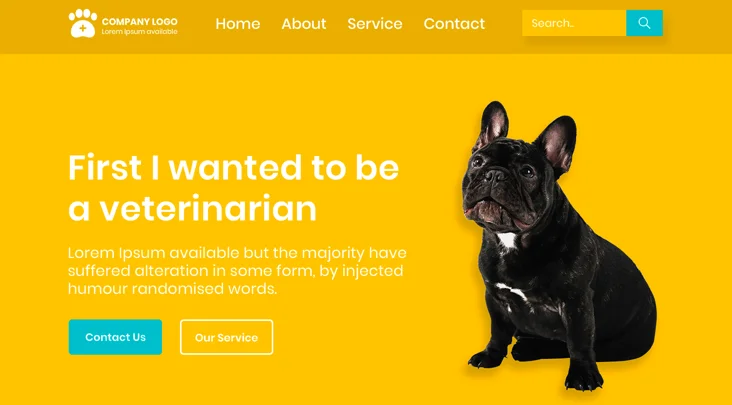 COMPANY LOGO
Lorem Ipsum available
Home
About
Service
Contact
Search..
First I wanted to be
a veterinarian
Lorem Ipsum available but the majority have
suffered alteration in some form, by injected
humour randomised words.
Contact Us
Our Service